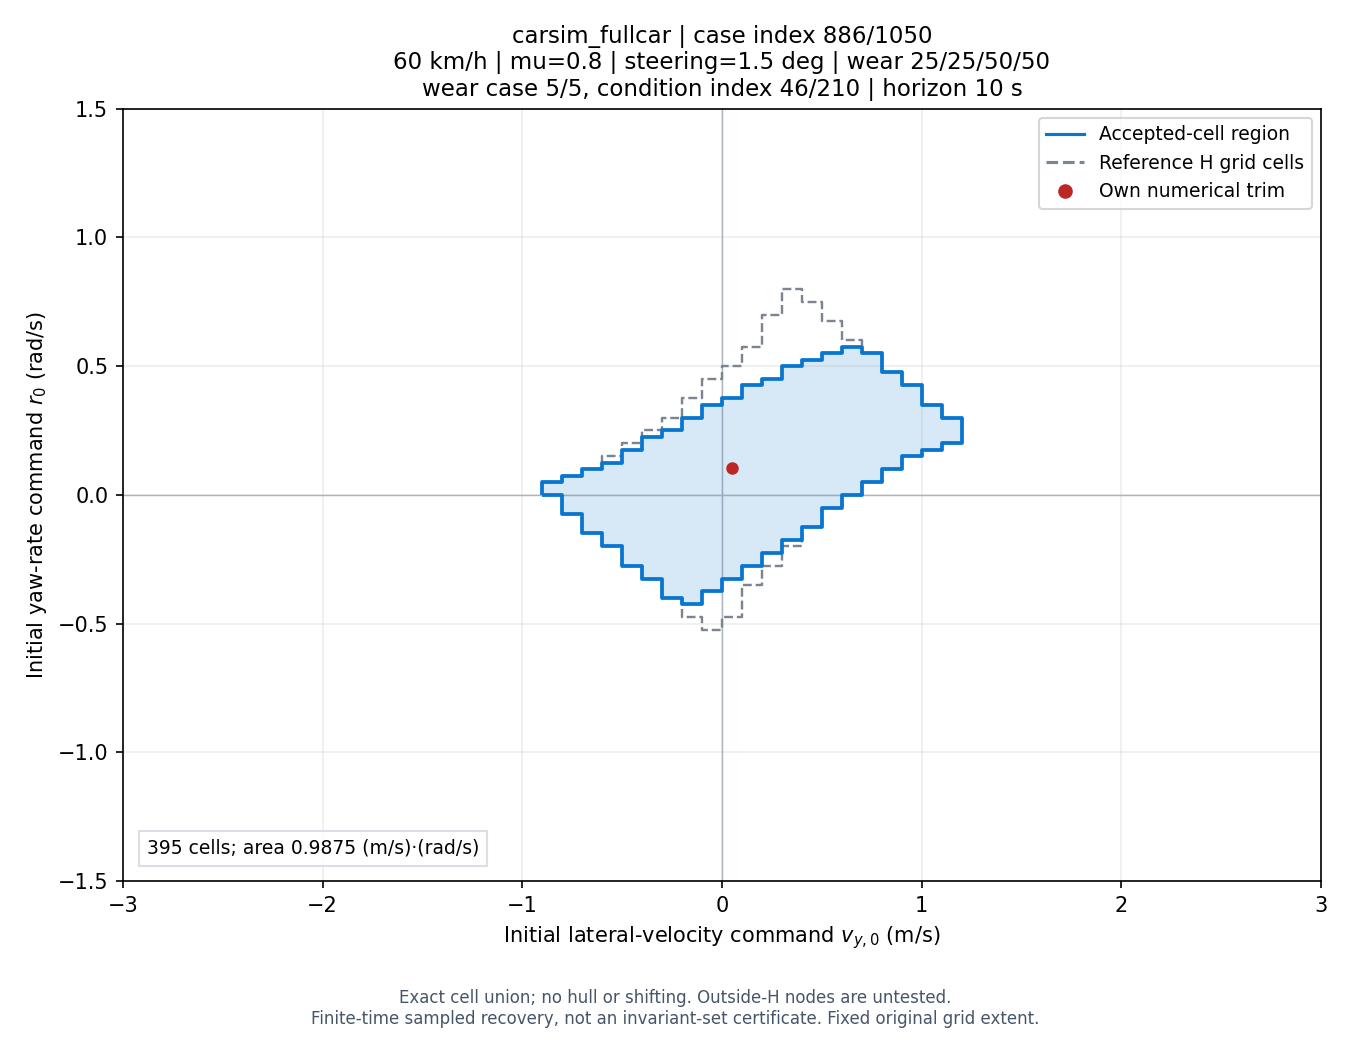 carsim_fullcar | case index 886/1050
60 km/h | mu=0.8 | steering=1.5 deg | wear 25/25/50/50
wear case 5/5, condition index 46/210 | horizon 10 s
Accepted-cell region
Reference H grid cells
Own numerical trim
1.5
1.0
0.5
0.0
−0.5
−1.0
−1.5
Initial yaw-rate command r0 (rad/s)
395 cells; area 0.9875 (m/s)·(rad/s)
−3
−2
−1
0
1
2
3
Initial lateral-velocity command vy,0 (m/s)
Exact cell union; no hull or shifting. Outside-H nodes are untested.
Finite-time sampled recovery, not an invariant-set certificate. Fixed original grid extent.